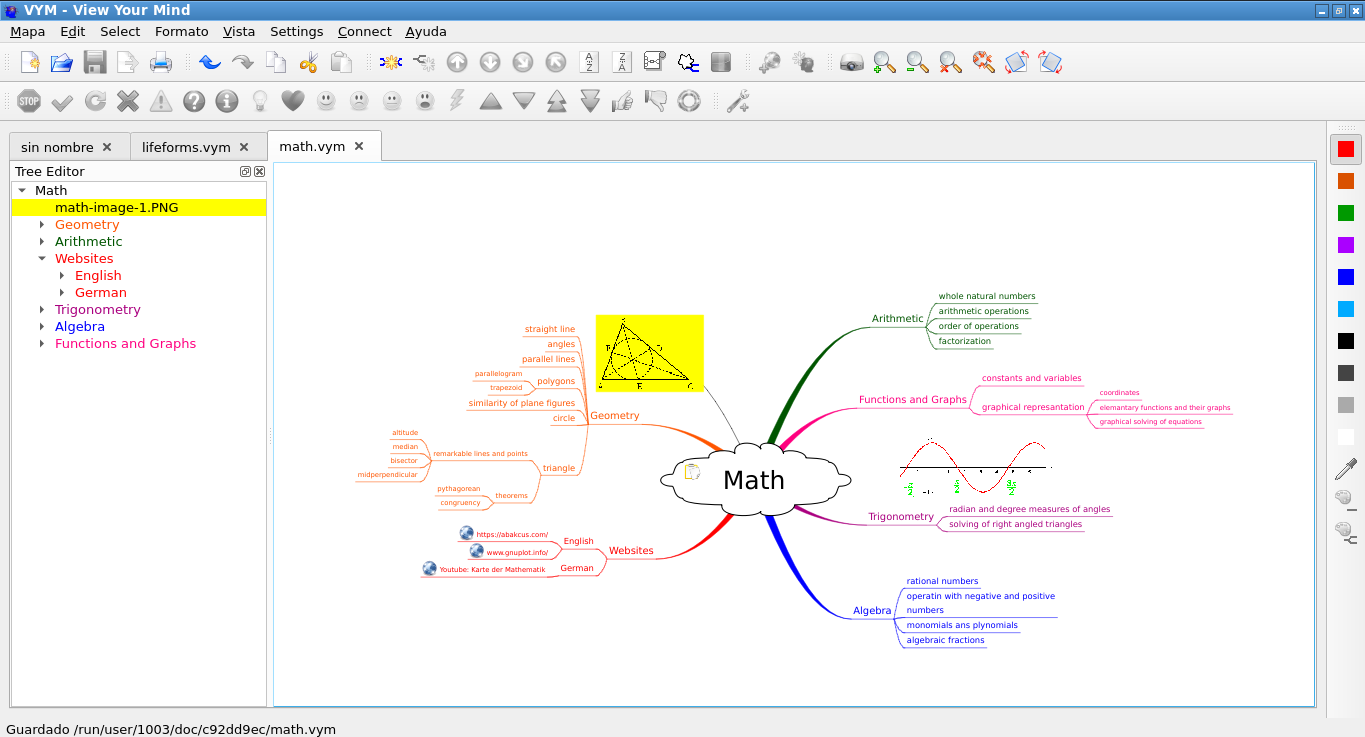 VYM - View Your Mind
Mapa Edit Select Formato Vista Settings Connect Ayuda
sin nombre
lifeforms.vym
math.vym
Tree Editor
Math
math-image-1.PNG
Geometry
Arithmetic
Websites
English
German
Trigonometry
Algebra
Functions and Graphs
straight line
angles
parallel lines
parallelogram
trapezoid
polygons
similarity of plane figures
circle
Geometry
altitude
median
bisector
midperpendicular
remarkable lines and points
triangle
pythagorean
congruency
theorems
A
E
C
https://abakcus.com/
www.gnuplot.info/
English
Youtube: Karte der Mathematik
German
Websites
Math
Arithmetic
whole natural numbers
arithmetic operations
order of operations
factorization
Functions and Graphs
constants and variables
graphical represantation
coordinates
elemantary functions and their graphs
graphical solving of equations
-1
Trigonometry
radian and degree measures of angles
solving of right angled triangles
Algebra
rational numbers
operatin with negative and positive
numbers
monomials ans plynomials
algebraic fractions
STOP
A
Z
Z
A
Guardado /run/user/1003/doc/c92dd9ec/math.vym